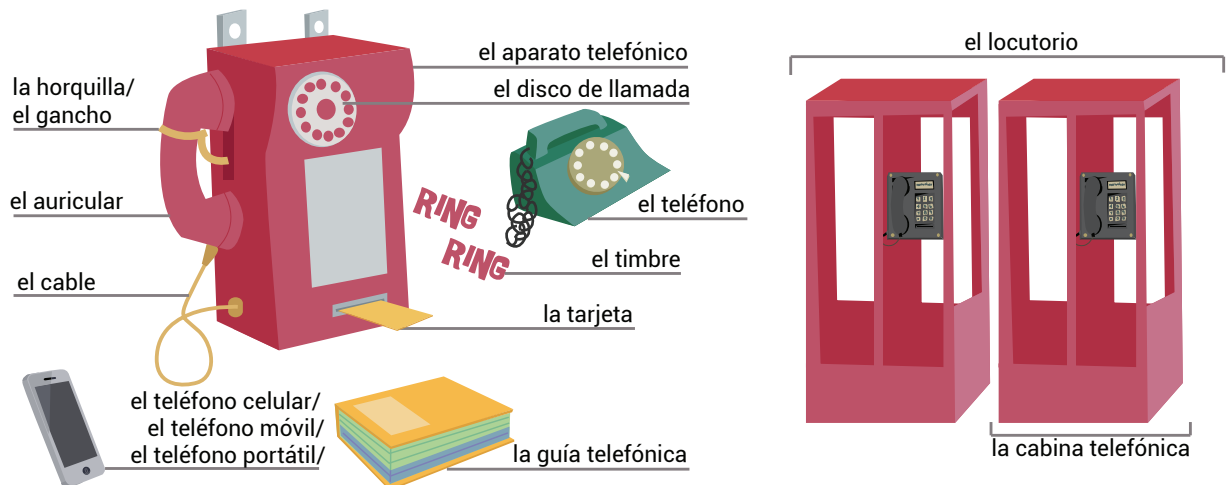 el aparato telefónico
el disco de llamada
la horquilla/
el gancho
el auricular
RING
RING
el teléfono
el timbre
el cable
la tarjeta
el teléfono celular/
el teléfono móvil/
el teléfono portátil/
la guía telefónica
el locutorio
la cabina telefónica